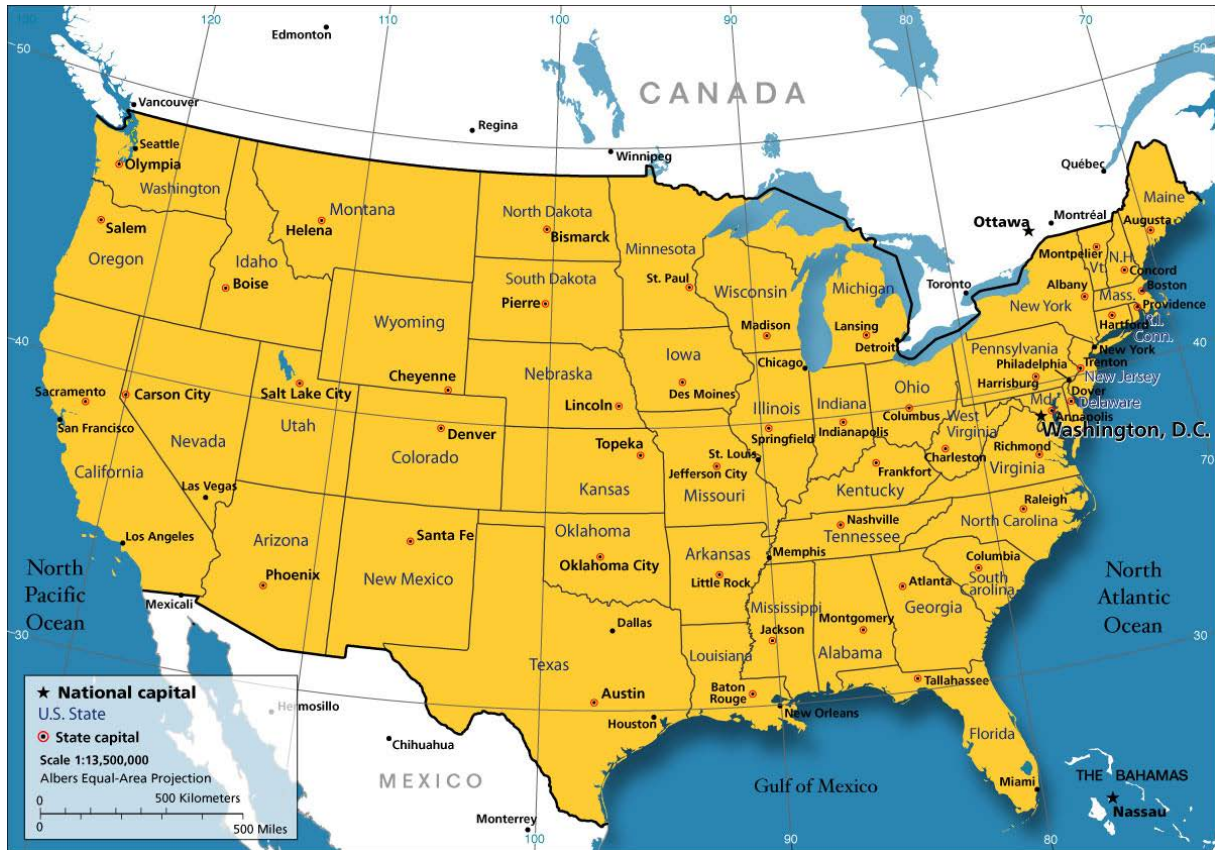 130
120
110
100
90
80
70
50
50
Edmonton
CANADA
Vancouver
Regina
Winnipeg
Québec
Seattle
Olympia
Washington
Montana
Helena
North Dakota
Bismarck
Minnesota
St. Paul
Ottawa
Montréal
Maine
Augusta
Salem
Oregon
Idaho
Boise
South Dakota
Pierre
Wisconsin
Madison
Michigan
Lansing
Detroit
Toronto
Montpelier
Vt.
N.H.
Concord
Albany
New York
Boston
Mass.
Providence
Hartford
R.I.
Conn.
Wyoming
Cheyenne
Nebraska
Lincoln
Iowa
Des Moines
Chicago
Illinois
Springfield
Indiana
Indianapolis
Ohio
Columbus
Pennsylvania
Philadelphia
Harrisburg
New York
Trenton
New Jersey
Dover
Delaware
Md.
Annapolis
Washington, D.C.
40
40
Sacramento
Carson City
San Francisco
Nevada
California
Salt Lake City
Utah
Denver
Colorado
Topeka
Kansas
St. Louis
Jefferson City
Missouri
West
Virginia
Charleston
Richmond
Virginia
Frankfort
Kentucky
70
Las Vegas
Los Angeles
Arizona
Phoenix
Santa Fe
New Mexico
Oklahoma
Oklahoma City
Arkansas
Little Rock
Memphis
Nashville
Tennessee
Raleigh
North Carolina
Columbia
South
Carolina
Atlanta
Georgia
North
Pacific
Ocean
North
Atlantic
Ocean
Mexicali
Dallas
Texas
Austin
Houston
Louisiana
Baton
Rouge
New Orleans
Mississippi
Jackson
Montgomery
Alabama
Tallahassee
Florida
Miami
30
30
Hermosillo
Chihuahua
MEXICO
Monterrey
Gulf of Mexico
THE BAHAMAS
Nassau
National capital
U.S. State
State capital
Scale 1:13,500,000
Albers Equal-Area Projection
0 500 Kilometers
0 500 Miles
100
90
80